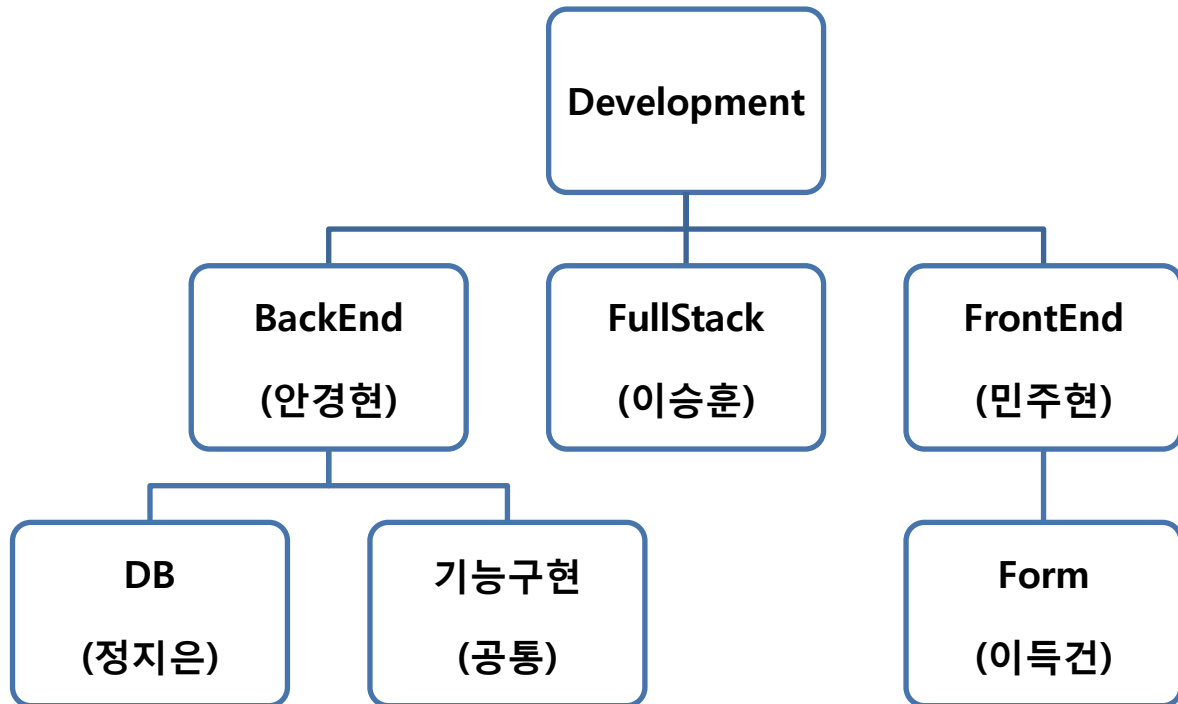 Development
BackEnd
(안경현)
FullStack
(이승훈)
FrontEnd
(민주현)
DB
(정지은)
기능구현
(공통)
Form
(이득건)